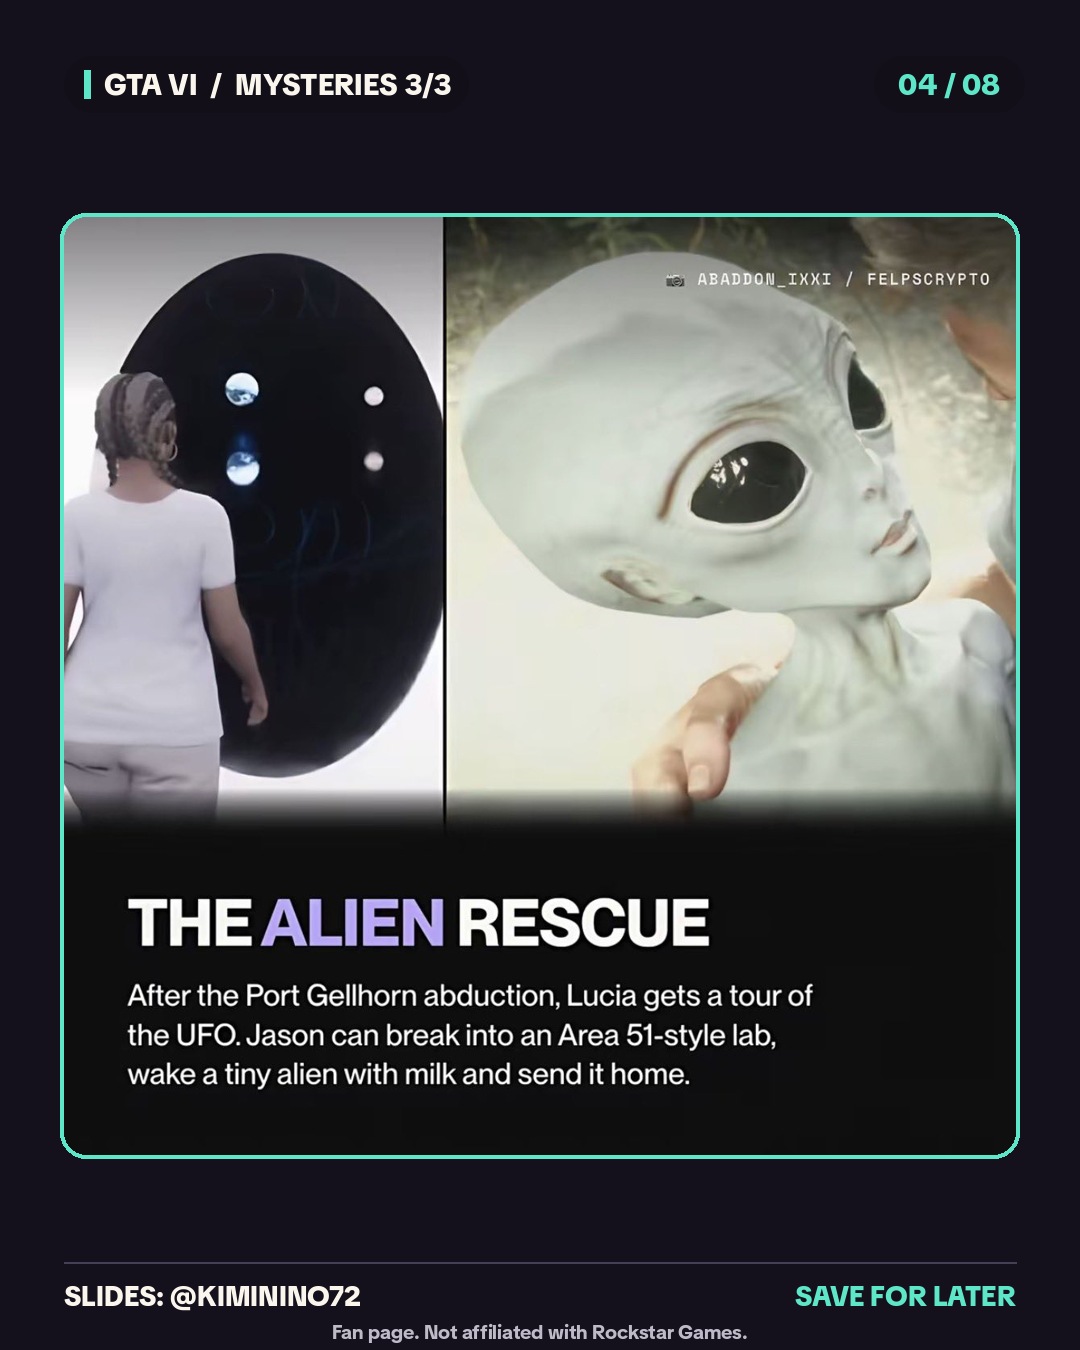 GTA VI / MYSTERIES 3/3
04 / 08
📷 ABADDON_IXXI / FELPSCRYPTO
THE ALIEN RESCUE
After the Port Gellhorn abduction, Lucia gets a tour of
the UFO. Jason can break into an Area 51-style lab,
wake a tiny alien with milk and send it home.
SLIDES: @KIMININO72
SAVE FOR LATER
Fan page. Not affiliated with Rockstar Games.